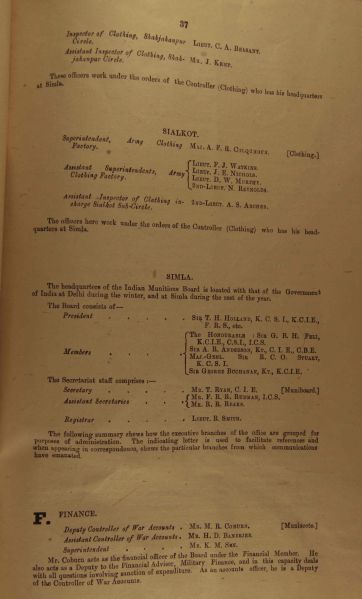 37
Inspector of Clothing, Shahjahanpur Circle. LIEUT. C. A. BEASANT.
Assistant Inspector of Clothing, Shahjahanpur Circle. MR. J. KEMP.
These officers work under the orders of the Controller (Clothing) who has his headquarters
at Simla.
SIALKOT.
Superintendent, Army Clothing Factory. MAJ. A. F. R. COLQUHOUN. [Clothing.]
Assistant Superintendents, Army Clothing Factory.
LIEUT. F. J. WATKINS.
LIEUT. J. E. NICHOLS.
LIEUT. D. W. MURPHY.
2ND-LIEUT. N. REYNOLDS.
Assistant Inspector of Clothing in-charge Sialkot Sub-Circle. 2ND-LIEUT. A. S. ARCHER.
The officers here work under the orders of the Controller (Clothing) who has his head-
quarters at Simla.
SIMLA.
The headquarters of the Indian Munitions Board is located with that of the Government
of India at Delhi during the winter, and at Simla during the rest of the year.
The Board consists of—
President . . . . SIR T. H. HOLLAND, K. C. S. I., K.C.I.E.,
F. R. S., etc.
Members . . . .
The HONOURABLE SIR G. R. H. FELL,
K.C.I.E., C.S.I., I.C.S.
SIR A. R. ANDERSON, KT., C. I. E., C.B.E.
MAJ.-GENL. SIR R. C. O. STUART,
K. C. S. I.
SIR GEORGE BUCHANAN, KT., K.C.I.E.
The Secretariat staff comprises :—
Secretary . . . . MR. T. RYAN, C. I. E. [Muniboard.]
Assistant Secretaries . . MR. F. R. R. RUDMAN, I.C.S.
Registrar . . . . LIEUT. R. SMITH.
The following summary shews how the executive branches of the office are grouped for
purposes of administration. The indicating letter is used to facilitate references and
when appearing in correspondence, shews the particular branches from which communications
have emanated.
F. FINANCE.
Deputy Controller of War Accounts . MR. M. R. COBURN. [Muniacts.]
Assistant Controller of War Accounts. MR. H. D. BANERJEE.
Superintendent . . . MR. K. M. SEN.
Mr. Coburn acts as the financial officer of the Board under the Financial Member. He
also acts as a Deputy to the Financial Adviser, Military Finance, and in this capacity deals
with all questions involving sanction of expenditure. As an accounts officer, he is a Deputy
of the Controller of War Accounts.